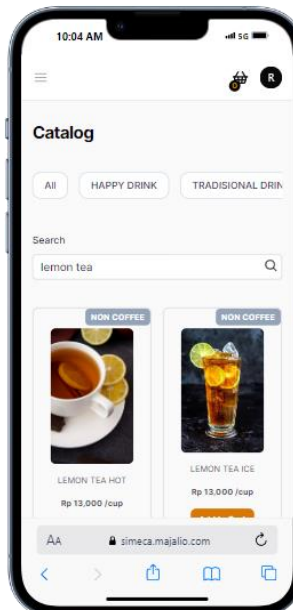 10:04 AM 5G
R
0
Catalog
All HAPPY DRINK TRADISIONAL DRIN
Search
lemon tea
NON COFFEE NON COFFEE
LEMON TEA HOT LEMON TEA ICE
Rp 13,000 /cup Rp 13,000 /cup
AA simeca.majalio.com